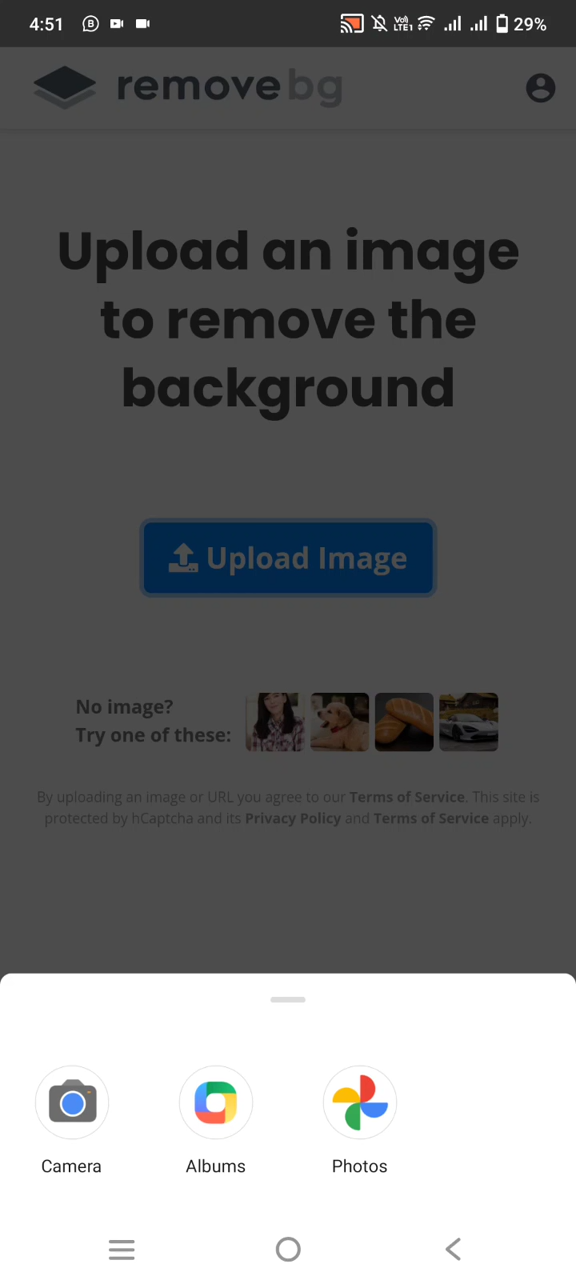 4:51
VoI)
LTE1
29%
remove bg
Upload an image
to remove the
background
Upload Image
No image?
Try one of these:
By uploading an image or URL you agree to our Terms of Service. This site is
protected by hCaptcha and its Privacy Policy and Terms of Service apply.
Camera Albums Photos